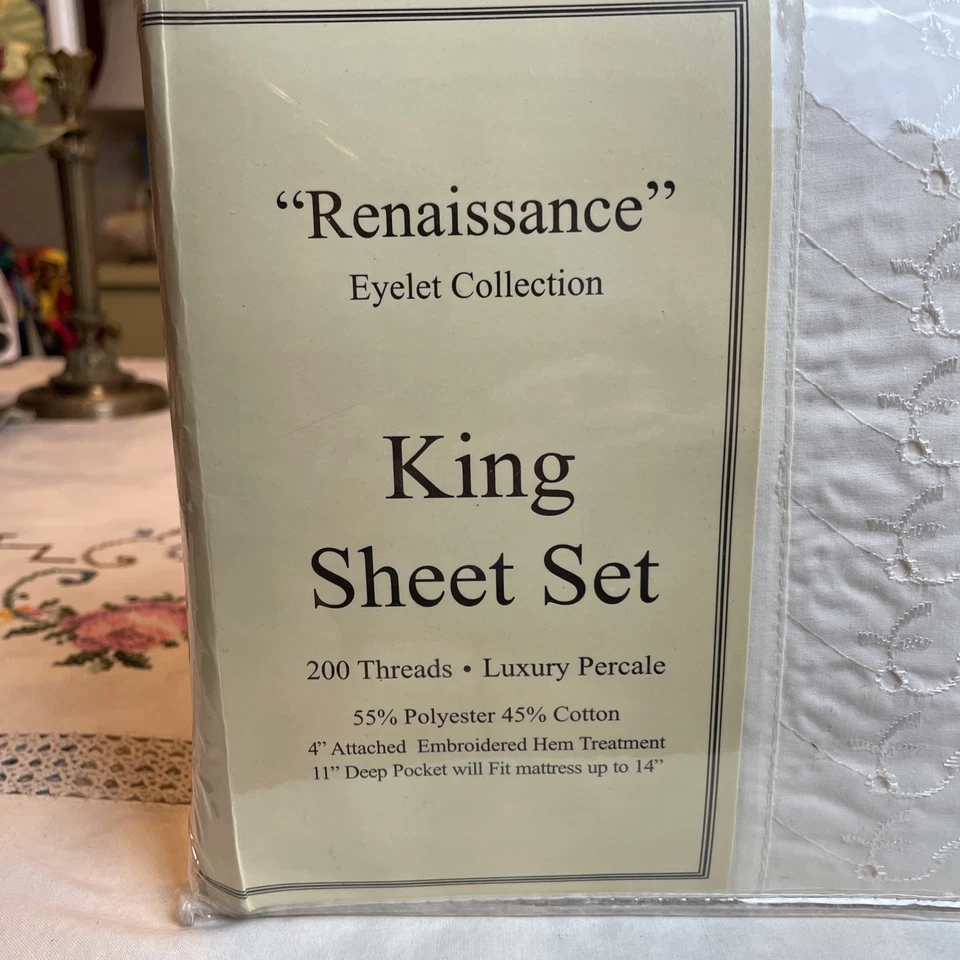 “Renaissance”
Eyelet Collection
King
Sheet Set
200 Threads • Luxury Percale
55% Polyester 45% Cotton
4” Attached Embroidered Hem Treatment
11” Deep Pocket will Fit mattress up to 14”